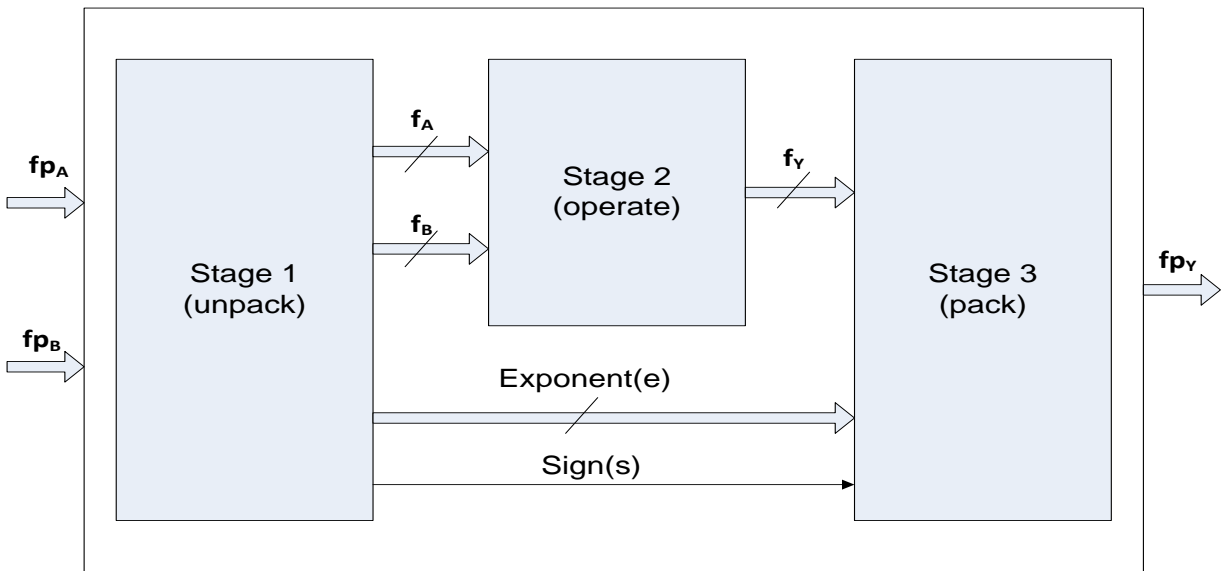 fpA
fpB
Stage 1
(unpack)
fA
fB
Stage 2
(operate)
fY
Exponent(e)
Sign(s)
Stage 3
(pack)
fpY